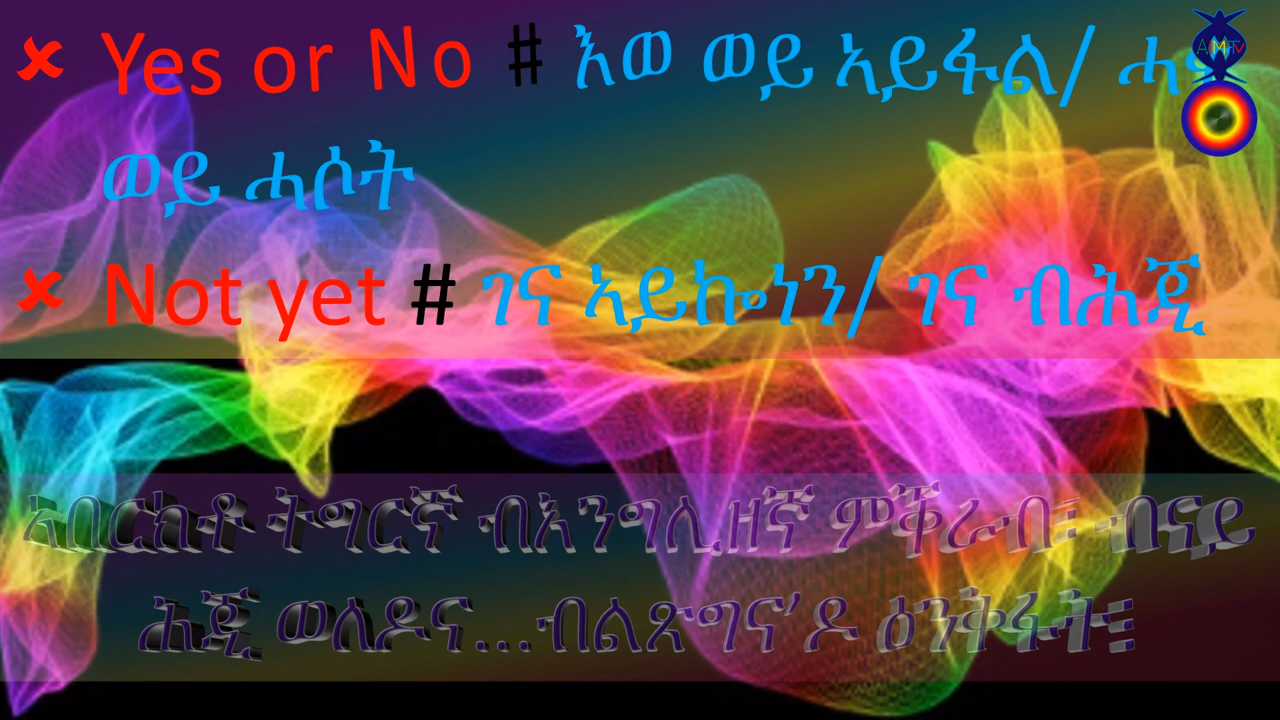 ✘ Yes or No # እወ ወይ ኣይፋል/
ወይ ሓሶት
✘ Not yet # ገና ኣይኰነን/ ገና ብሕጂ
ኣበርክቶ ትግርኛ ብእንግሊዘኛ ምቕራብ፧ ብናይ
ሕጂ ወለዶና...ብልጽግና'ዶ ዕንቅፋት፧